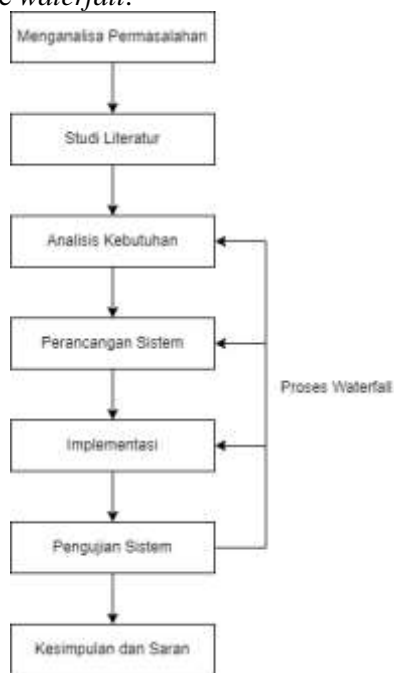 waterfall.
Menganalisa Permasalahan
Studi Literatur
Analisis Kebutuhan
Perancangan Sistem
Proses Waterfall
Implementasi
Pengujian Sistem
Kesimpulan dan Saran